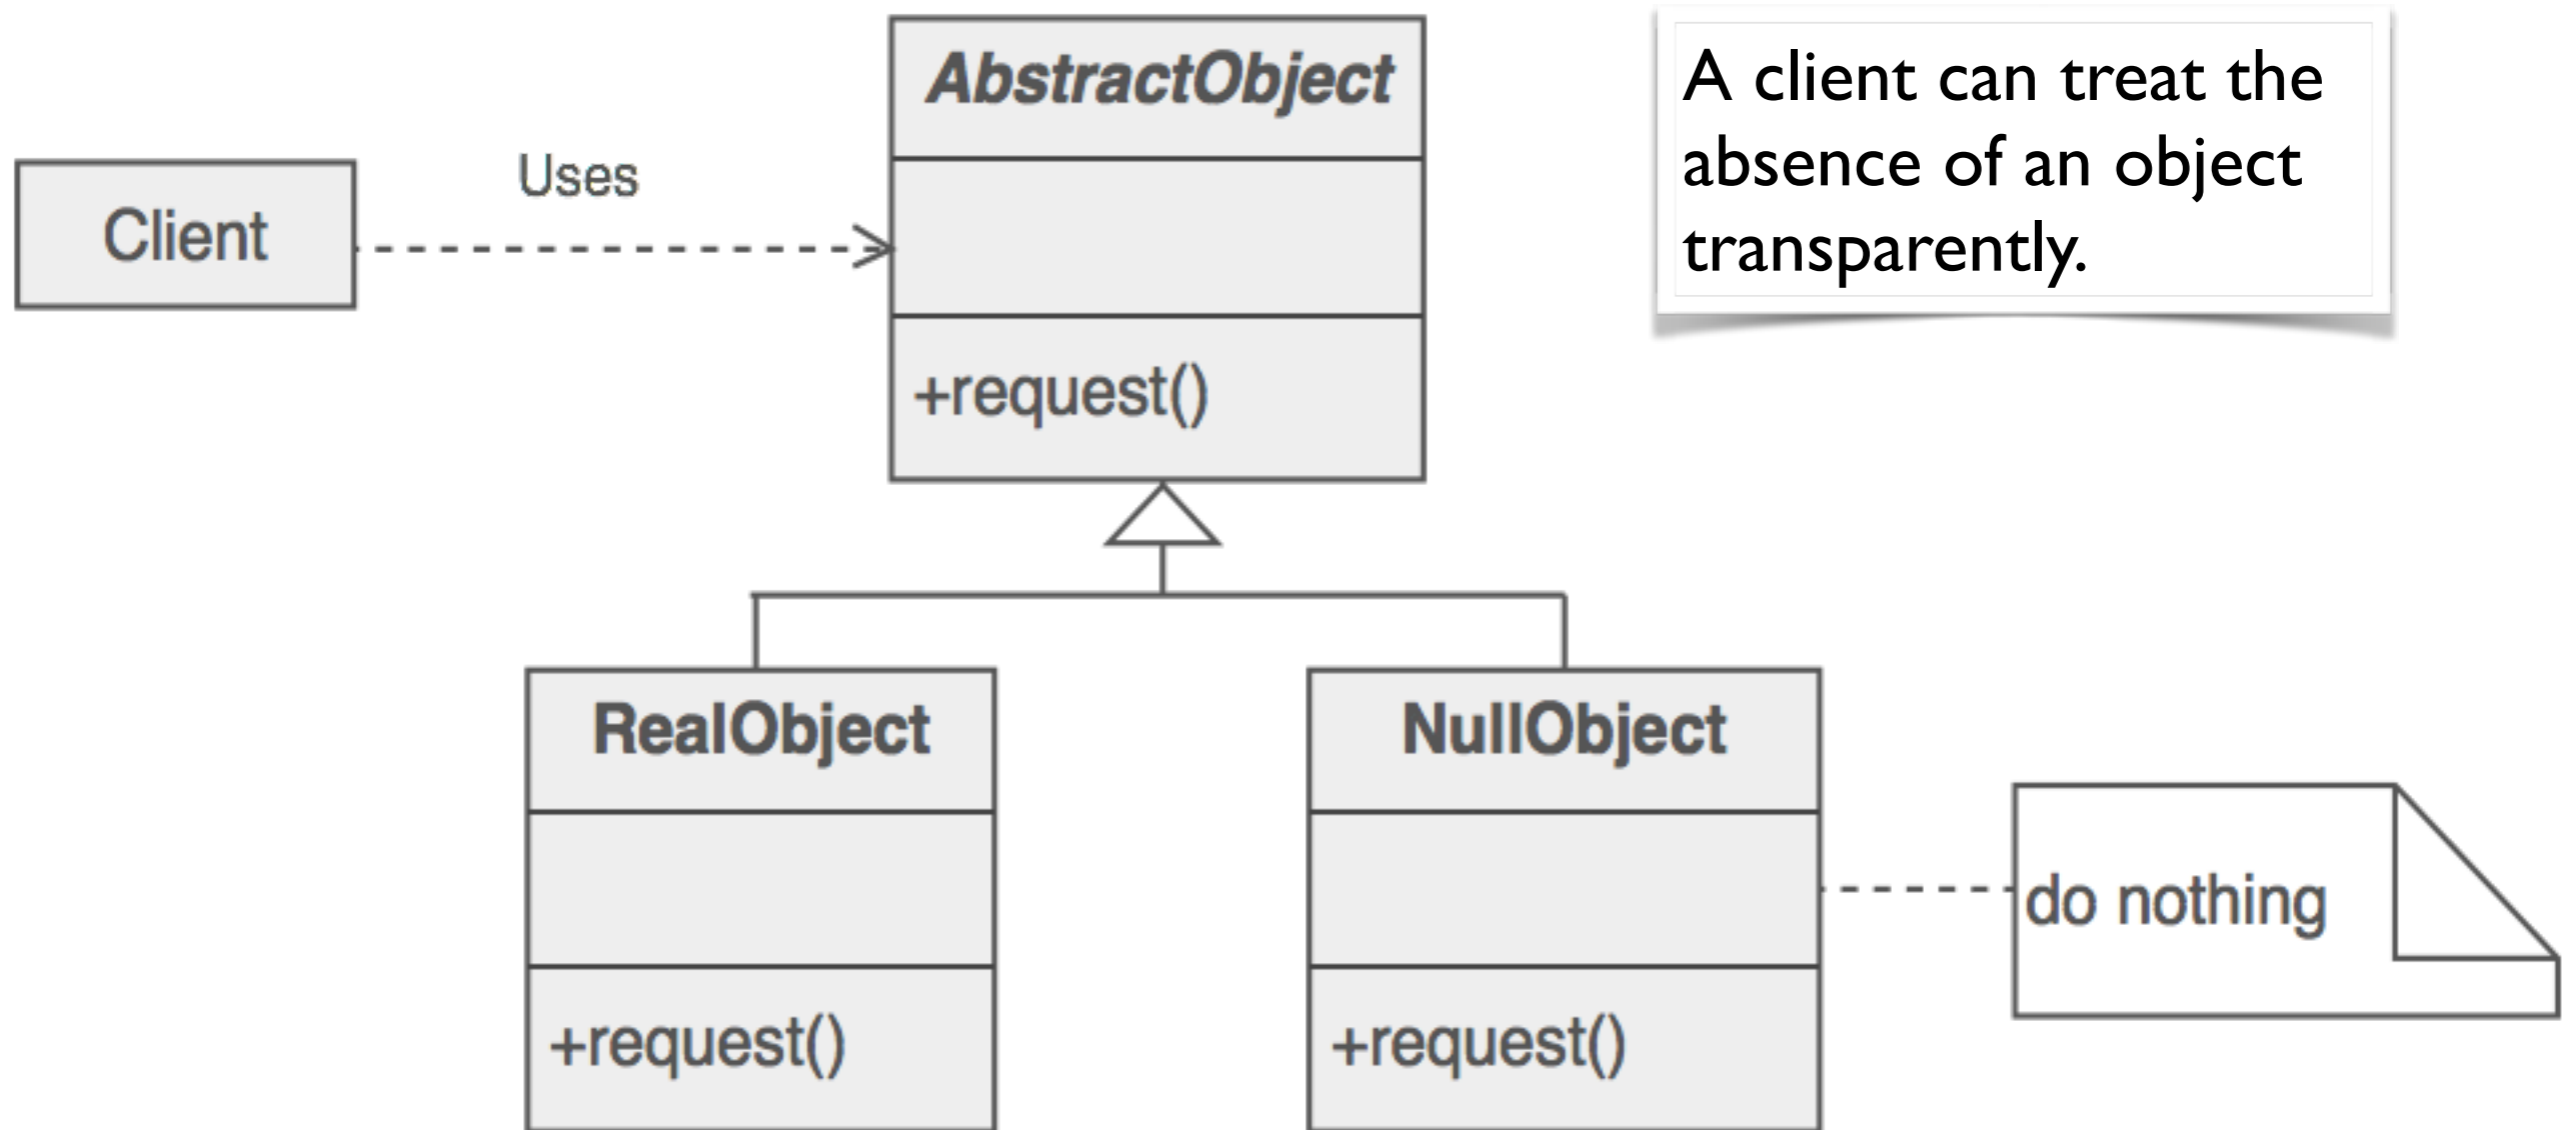 AbstractObject
A client can treat the
absence of an object
transparently.
Client
Uses
+request()
RealObject
NullObject
do nothing
+request()
+request()